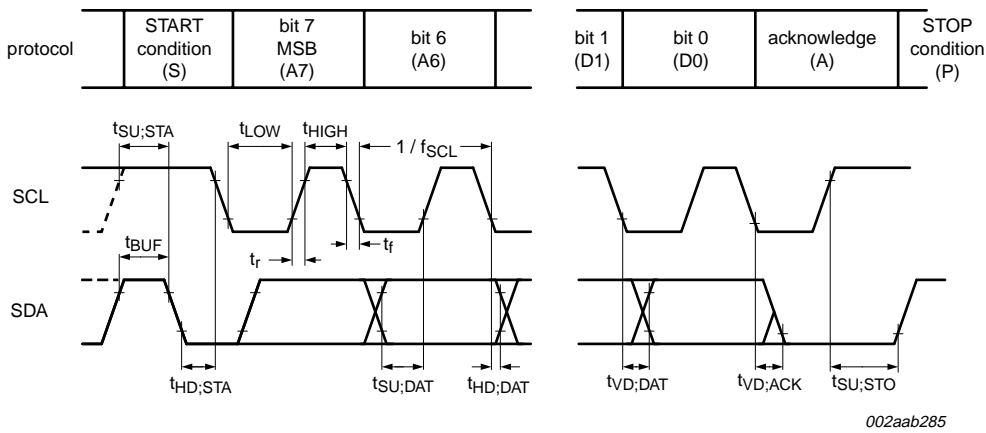 protocol
START
condition
(S)
bit 7
MSB
(A7)
bit 6
(A6)
bit 1
(D1)
bit 0
(D0)
acknowledge
(A)
STOP
condition
(P)
tSU;STA
tLOW
tHIGH
1 / fSCL
SCL
tBUF
tr
tf
SDA
tHD;STA
tSU;DAT
tHD;DAT
tVD;DAT
tVD;ACK
tSU;STO
002aab285